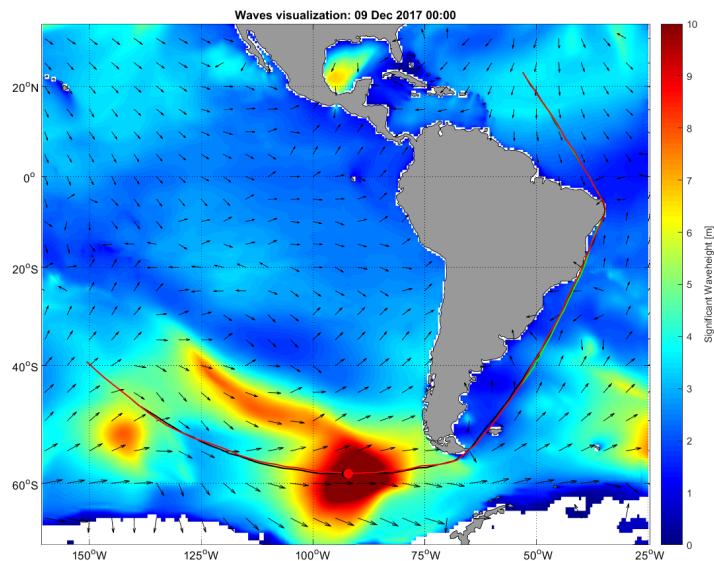 Waves visualization: 09 Dec 2017 00:00
20°N
0°
20°S
40°S
60°S
150°W
125°W
100°W
75°W
50°W
25°W
10
9
8
7
6
5
4
3
2
1
0
Significant Waveheight [m]